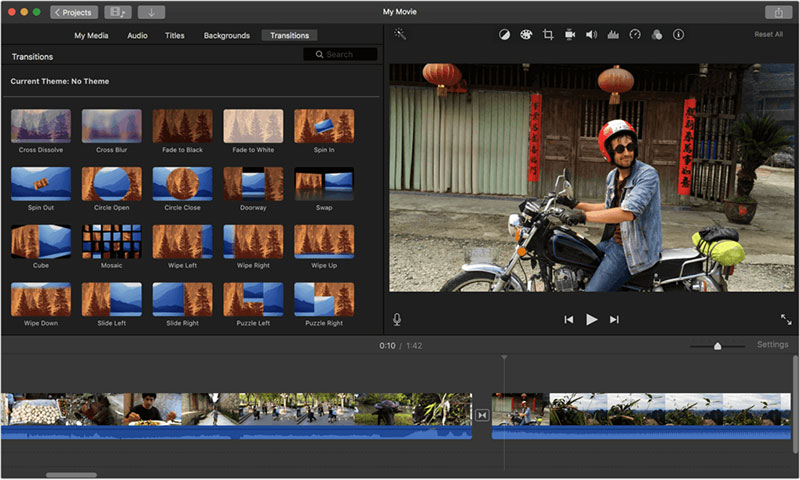 Projects
My Movie
My Media Audio Titles Backgrounds Transitions
Reset All
Transitions
Search
Current Theme: No Theme
Cross Dissolve Cross Blur Fade to Black Fade to White Spin In
Spin Out Circle Open Circle Close Doorway Swap
Cube Mosaic Wipe Left Wipe Right Wipe Up
Wipe Down Slide Left Slide Right Puzzle Left Puzzle Right
0:10 / 1:42
Settings